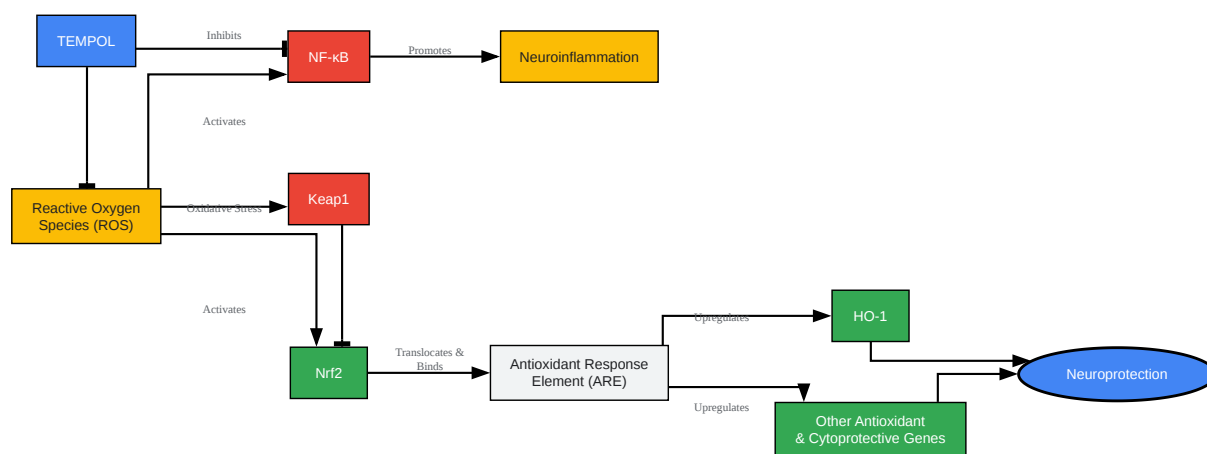 TEMPOL
Inhibits
NF-κB
Promotes
Neuroinflammation
Activates
Reactive Oxygen
Species (ROS)
Oxidative Stress
Keap1
Activates
Nrf2
Translocates &
Binds
Antioxidant Response
Element (ARE)
Upregulates
HO-1
Upregulates
Other Antioxidant
& Cytoprotective Genes
Neuroprotection